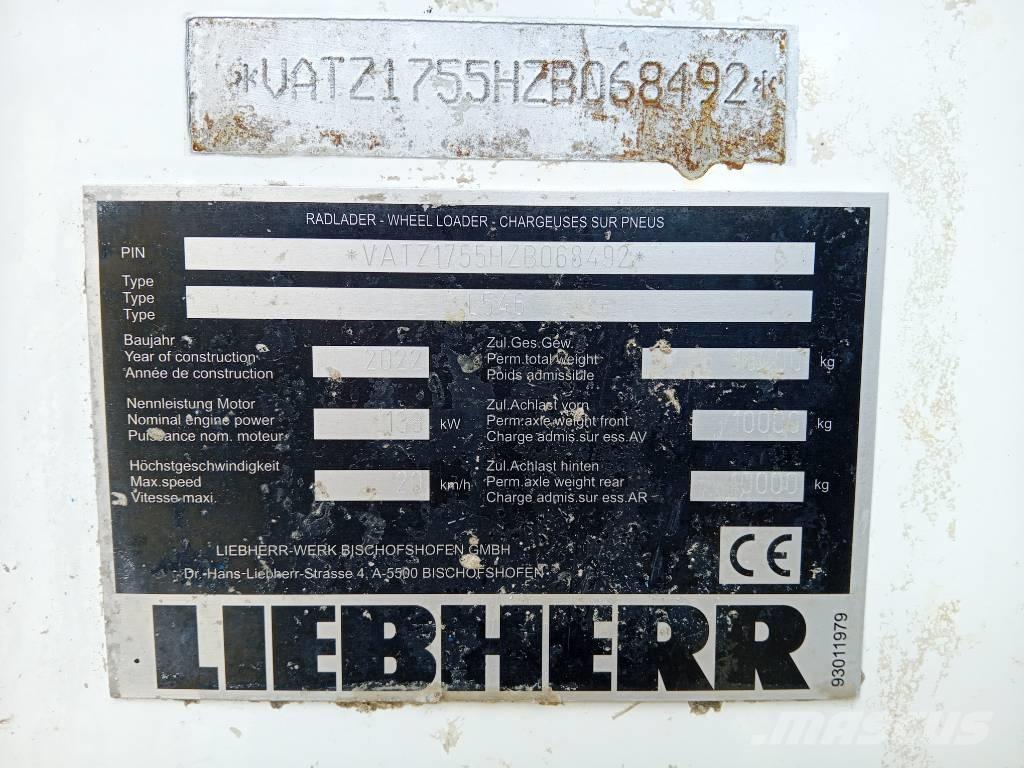 *VATZ1755HZB068492*
RADLADER - WHEEL LOADER - CHARGEUSES SUR PNEUS
PIN *VATZ1755HZB068492*
Type
Type L546
Type
Baujahr
Year of construction 2022
Année de construction
Zul.Ges.Gew.
Perm.total weight kg
Poids admissible
Nennleistung Motor
Nominal engine power kW
Puissance nom. moteur
Zul.Achlast vorn
Perm.axle weight front 10000 kg
Charge admis.sur ess.AV
Höchstgeschwindigkeit
Max.speed km/h
Vitesse maxi.
Zul.Achlast hinten
Perm.axle weight rear kg
Charge admis.sur ess.AR
LIEBHERR-WERK BISCHOFSHOFEN GMBH
Dr.-Hans-Liebherr-Strasse 4, A-5500 BISCHOFSHOFEN
CE
LIEBHERR
93011979
MASCUS